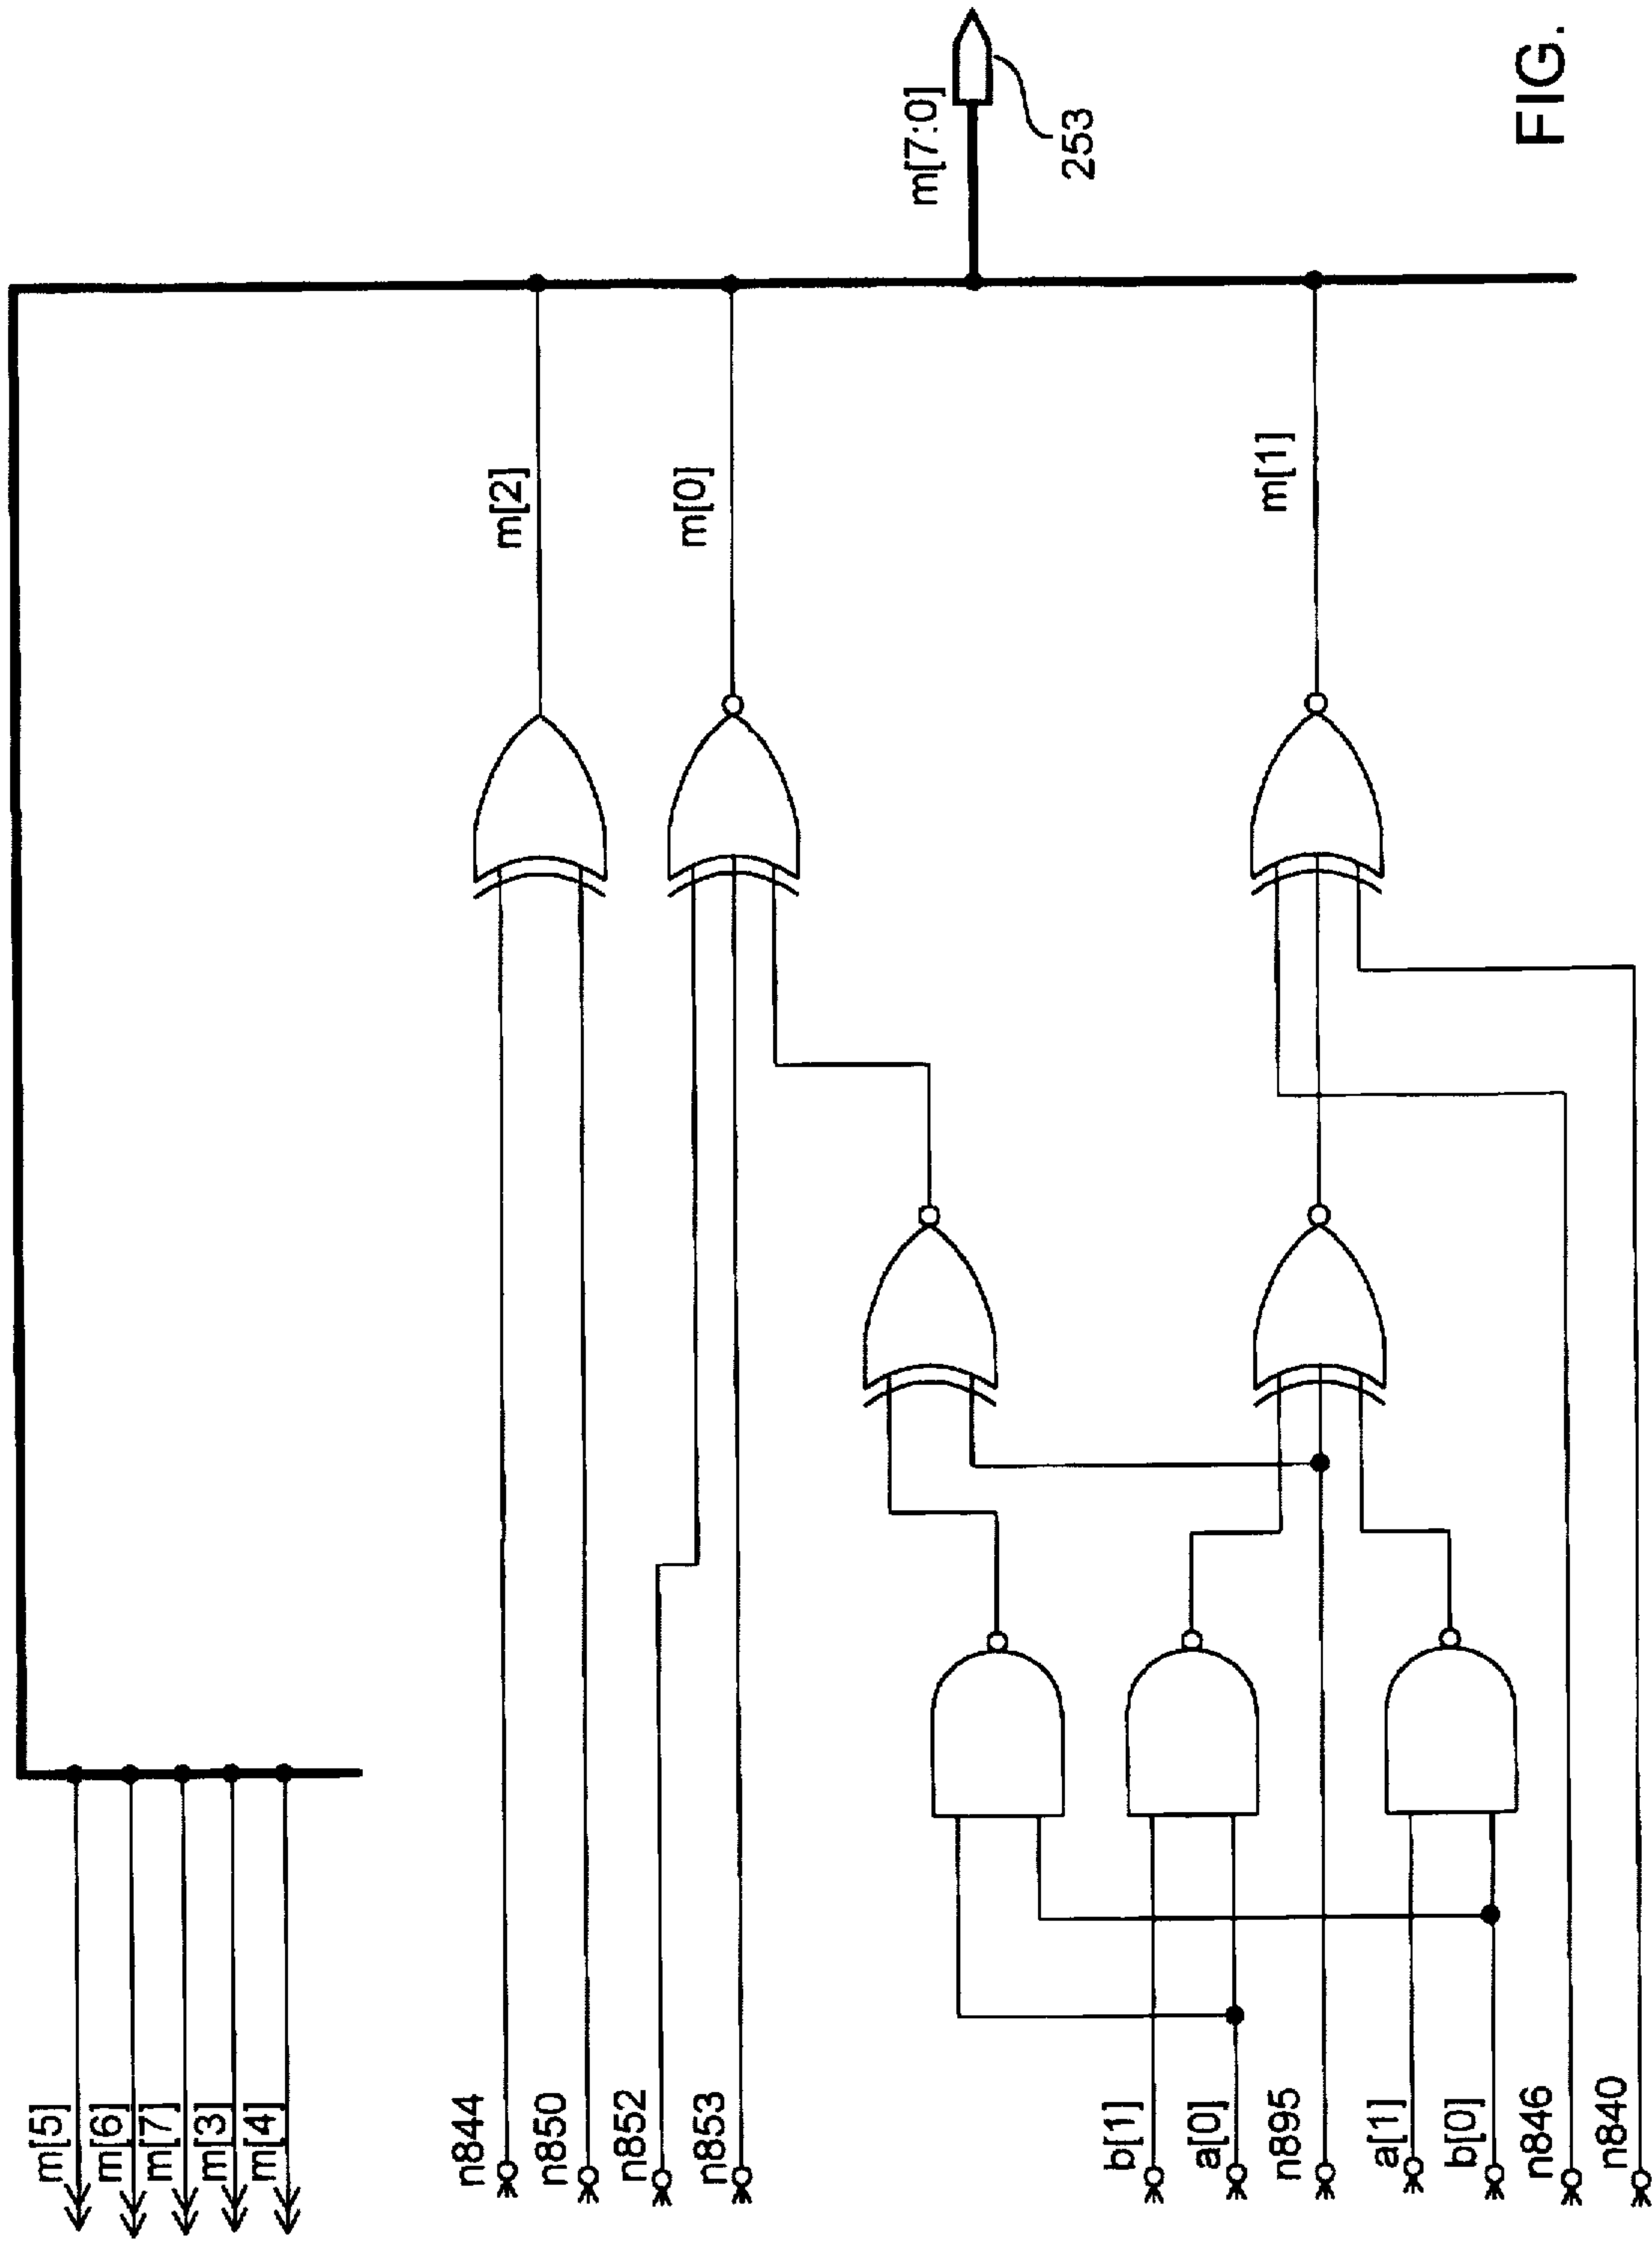 m[5]
m[6]
m[7]
m[3]
m[4]
n844
n850
n852
n853
b[1]
a[0]
n895
a[1]
b[0]
n846
n840
m[2]
m[0]
m[1]
m[7:0]
253
FIG.